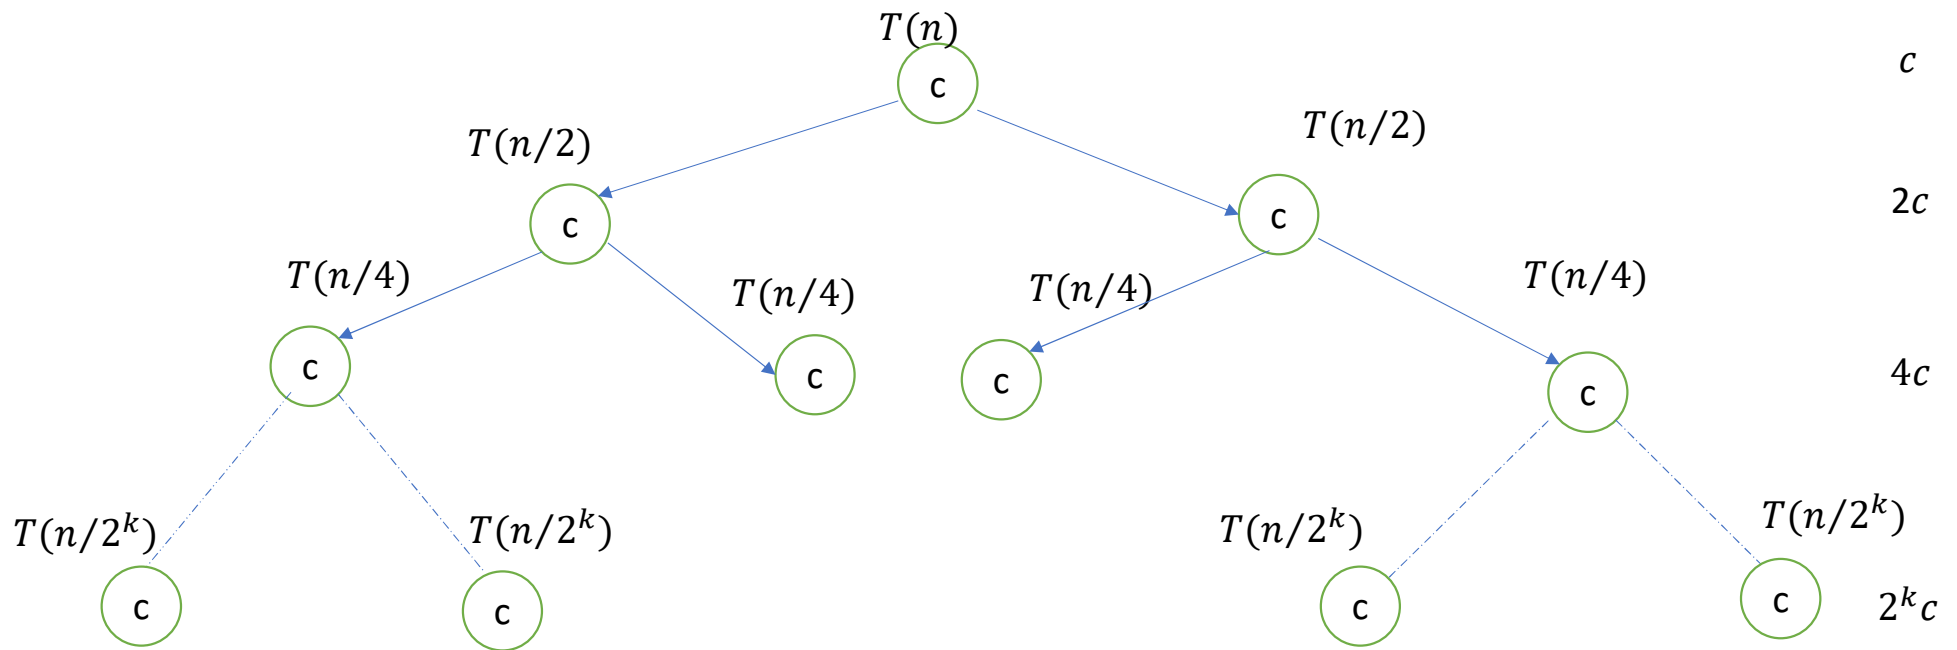 T(n)
c
c
T(n/2)
T(n/2)
c
c
2c
T(n/4)
T(n/4)
T(n/4)
T(n/4)
c
c
c
c
4c
T(n/2^k)
T(n/2^k)
T(n/2^k)
T(n/2^k)
c
c
c
c
2^k c